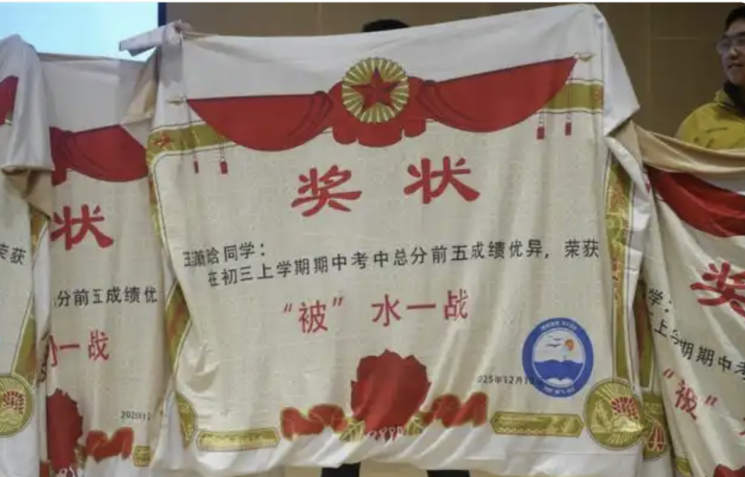 奖状
同学：
在初三上学期期中考中总分前五成绩优异，荣获
“被”水一战
025年12月1
状
分前五成绩优
一战
202
荣获
奖
学：
上学期期中考
“被”